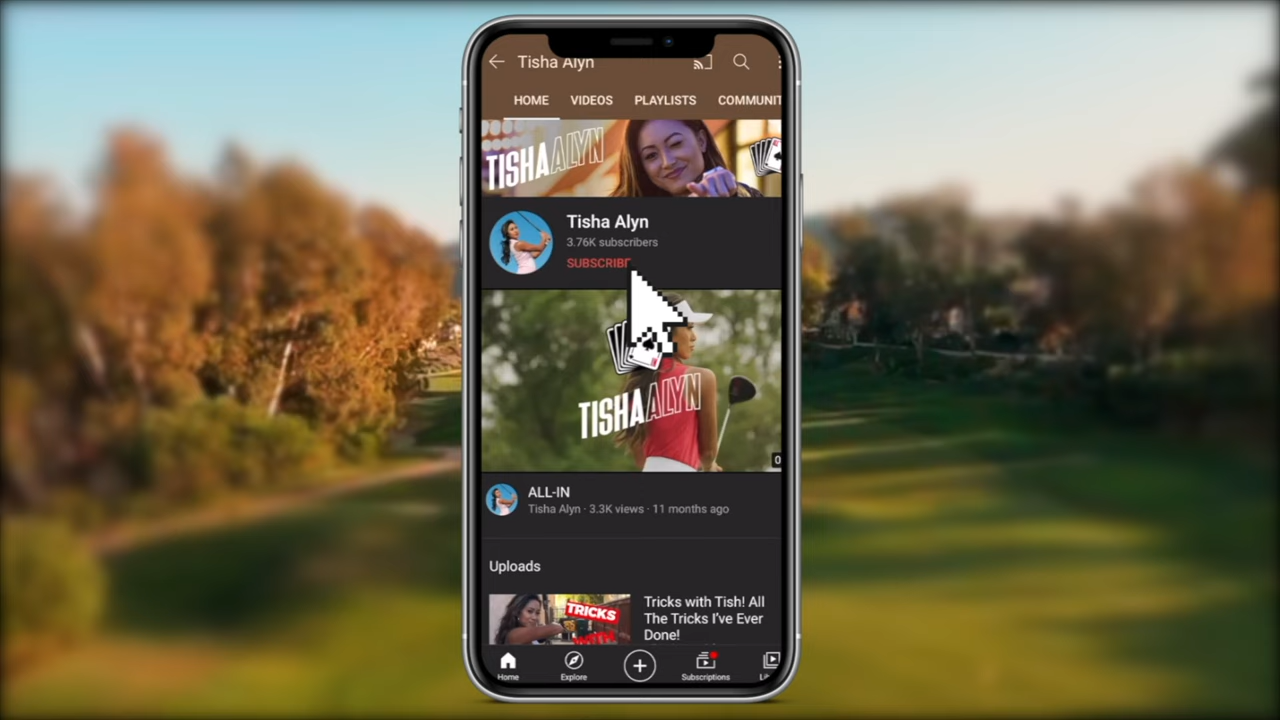 Tisha Alyn
HOME VIDEOS PLAYLISTS COMMUNIT
TISHAALYN
Tisha Alyn
3.76K subscribers
SUBSCRIBE
TISHAALYN
0
ALL-IN
Tisha Alyn · 3.3K views · 11 months ago
Uploads
TRICKS
Tricks with Tish! All
The Tricks I've Ever
Done!
Home Explore Subscriptions